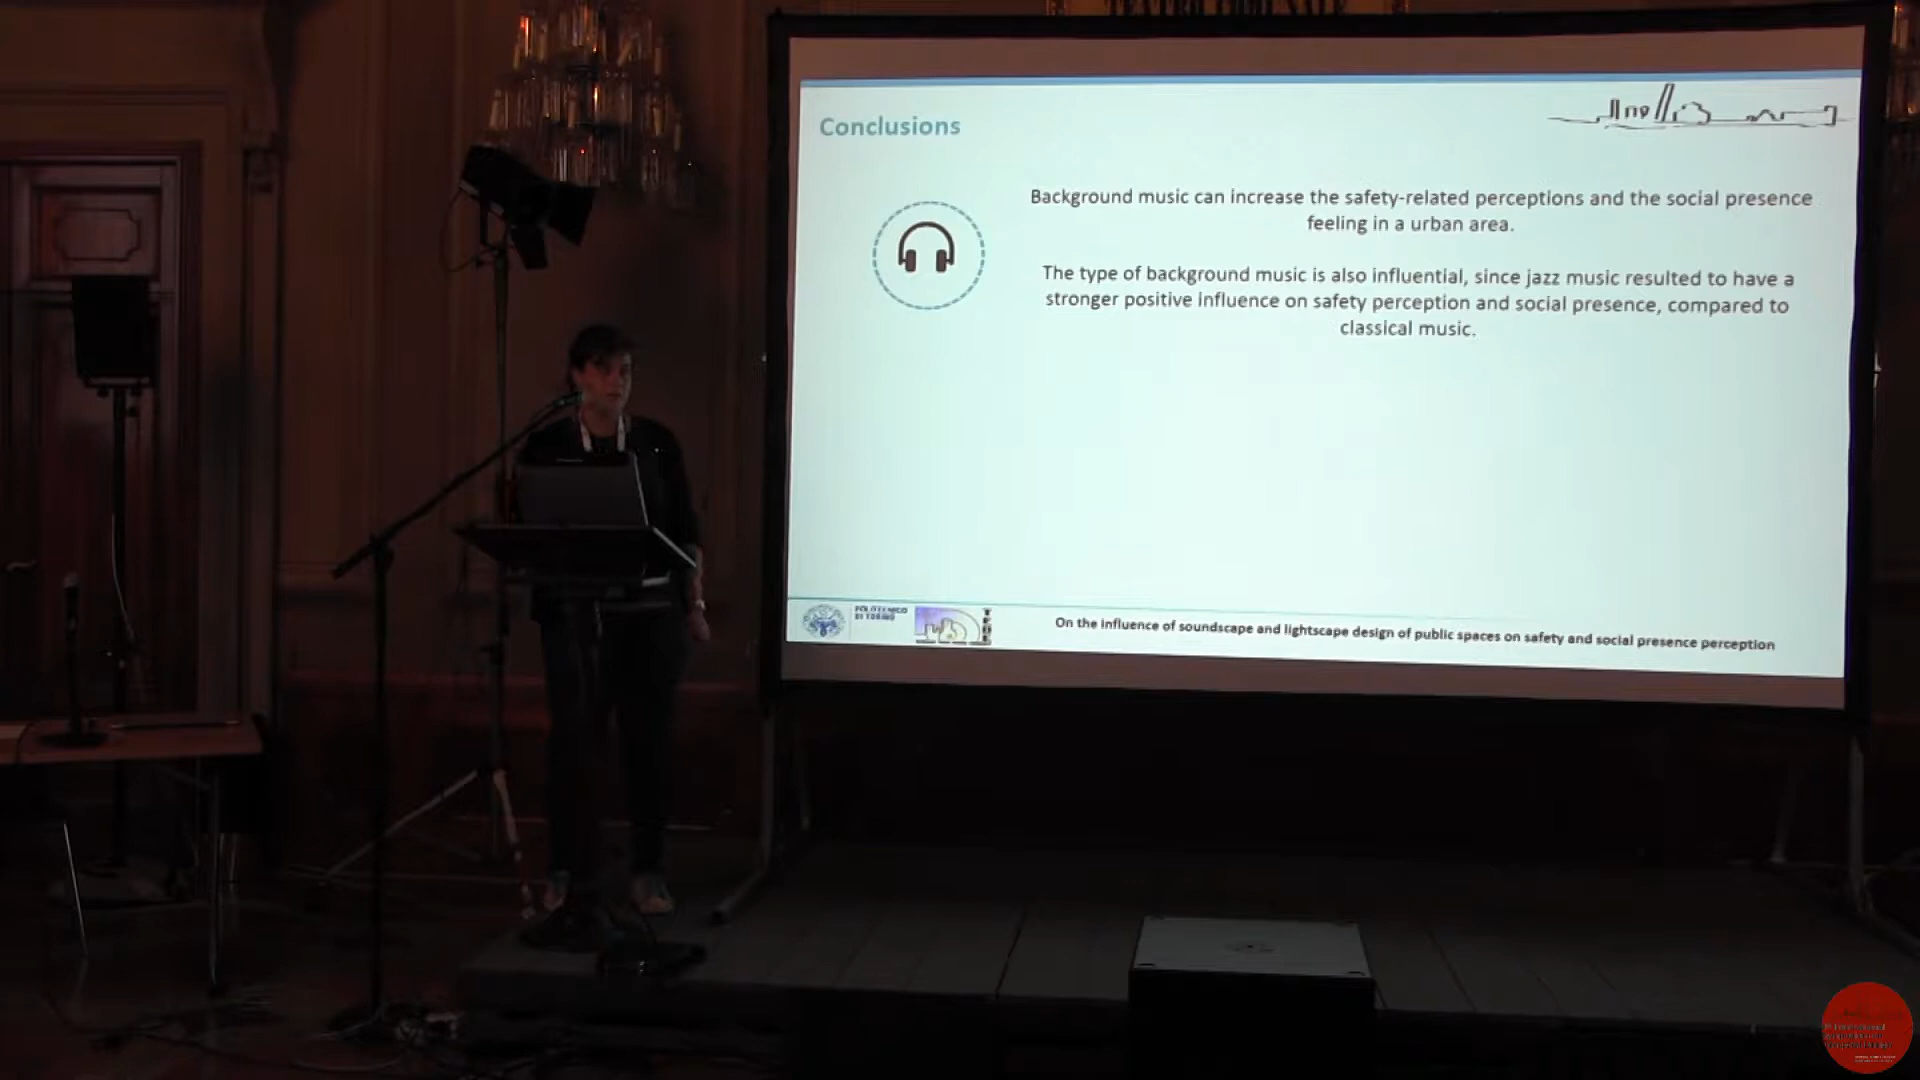 Conclusions
Background music can increase the safety-related perceptions and the social presence
feeling in a urban area.
The type of background music is also influential, since jazz music resulted to have a
stronger positive influence on safety perception and social presence, compared to
classical music.
POLITECNICO
DI TORINO
On the influence of soundscape and lightscape design of public spaces on safety and social presence perception